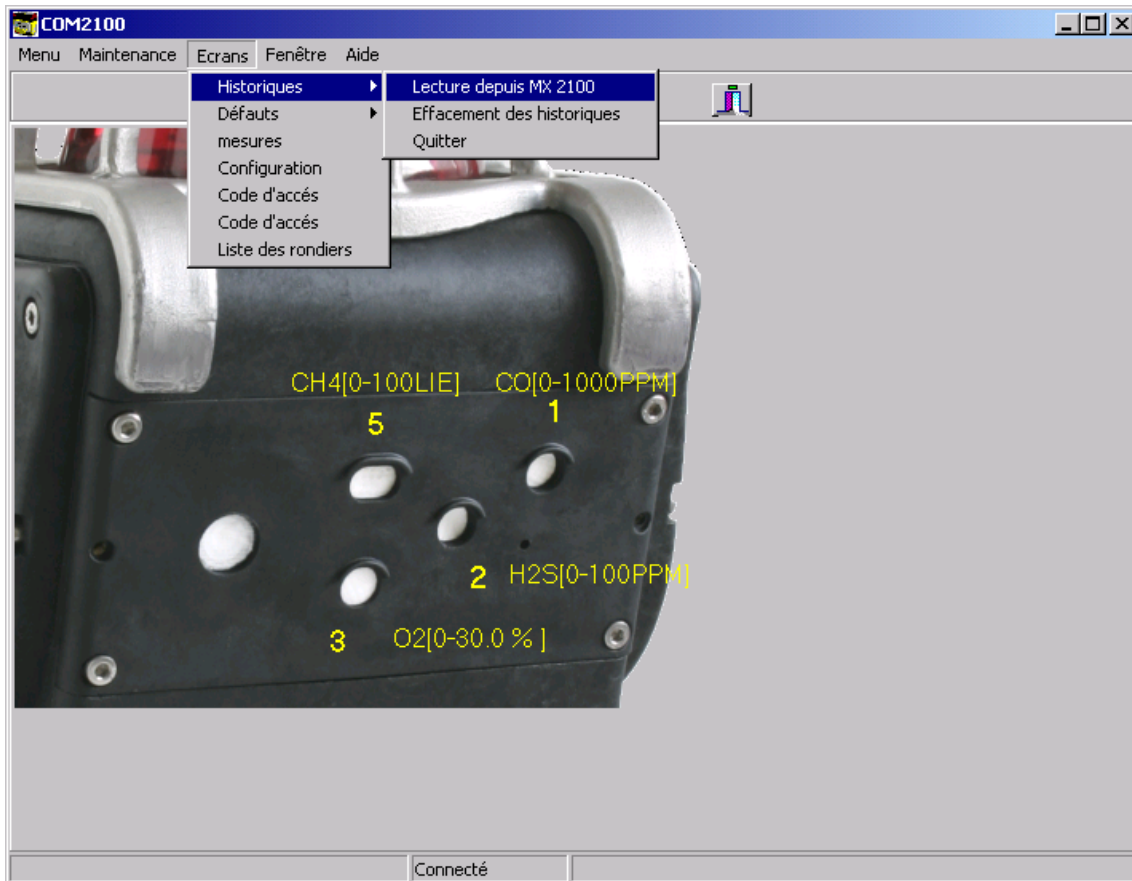 COM2100
Menu Maintenance Ecrans Fenêtre Aide
Historiques
Défauts
mesures
Configuration
Code d'accés
Code d'accés
Liste des rondiers
Lecture depuis MX 2100
Effacement des historiques
Quitter
CH4[0-100LIE] CO[0-1000PPM]
5 1
2 H2S[0-100PPM]
3 O2[0-30.0 % ]
Connecté